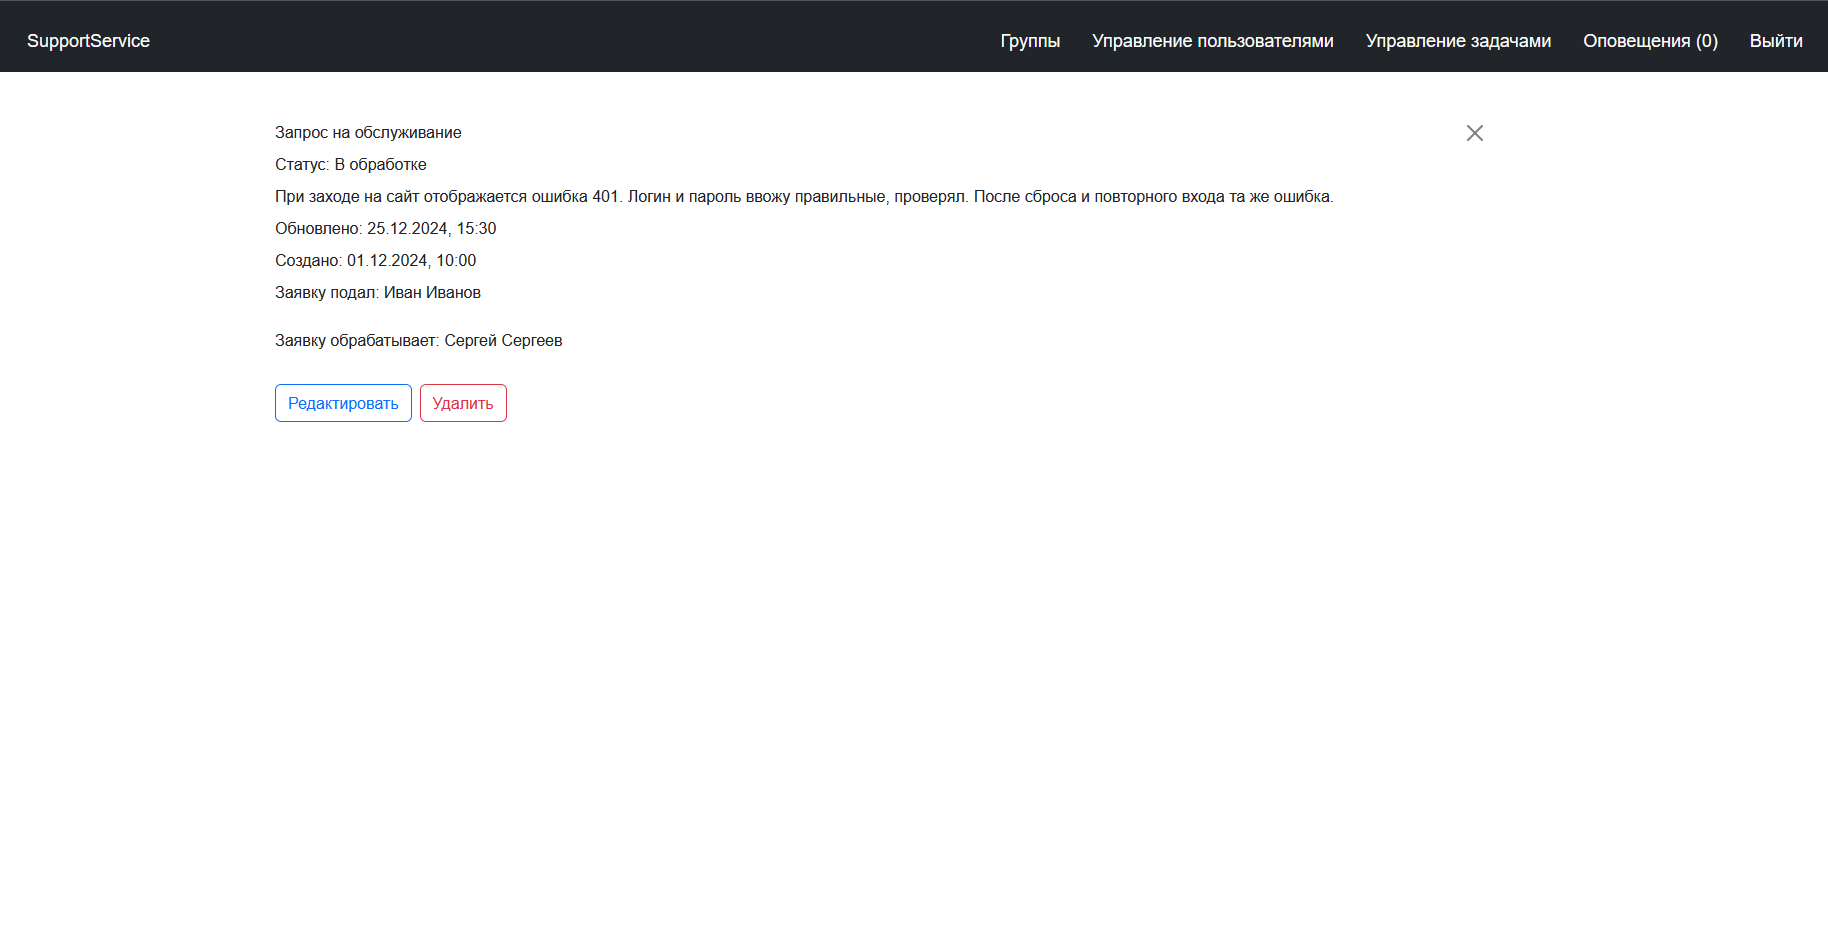 SupportService
Группы
Управление пользователями
Управление задачами
Оповещения (0)
Выйти
Запрос на обслуживание
Статус: В обработке
При заходе на сайт отображается ошибка 401. Логин и пароль ввожу правильные, проверял. После сброса и повторного входа та же ошибка.
Обновлено: 25.12.2024, 15:30
Создано: 01.12.2024, 10:00
Заявку подал: Иван Иванов
Заявку обрабатывает: Сергей Сергеев
Редактировать
Удалить